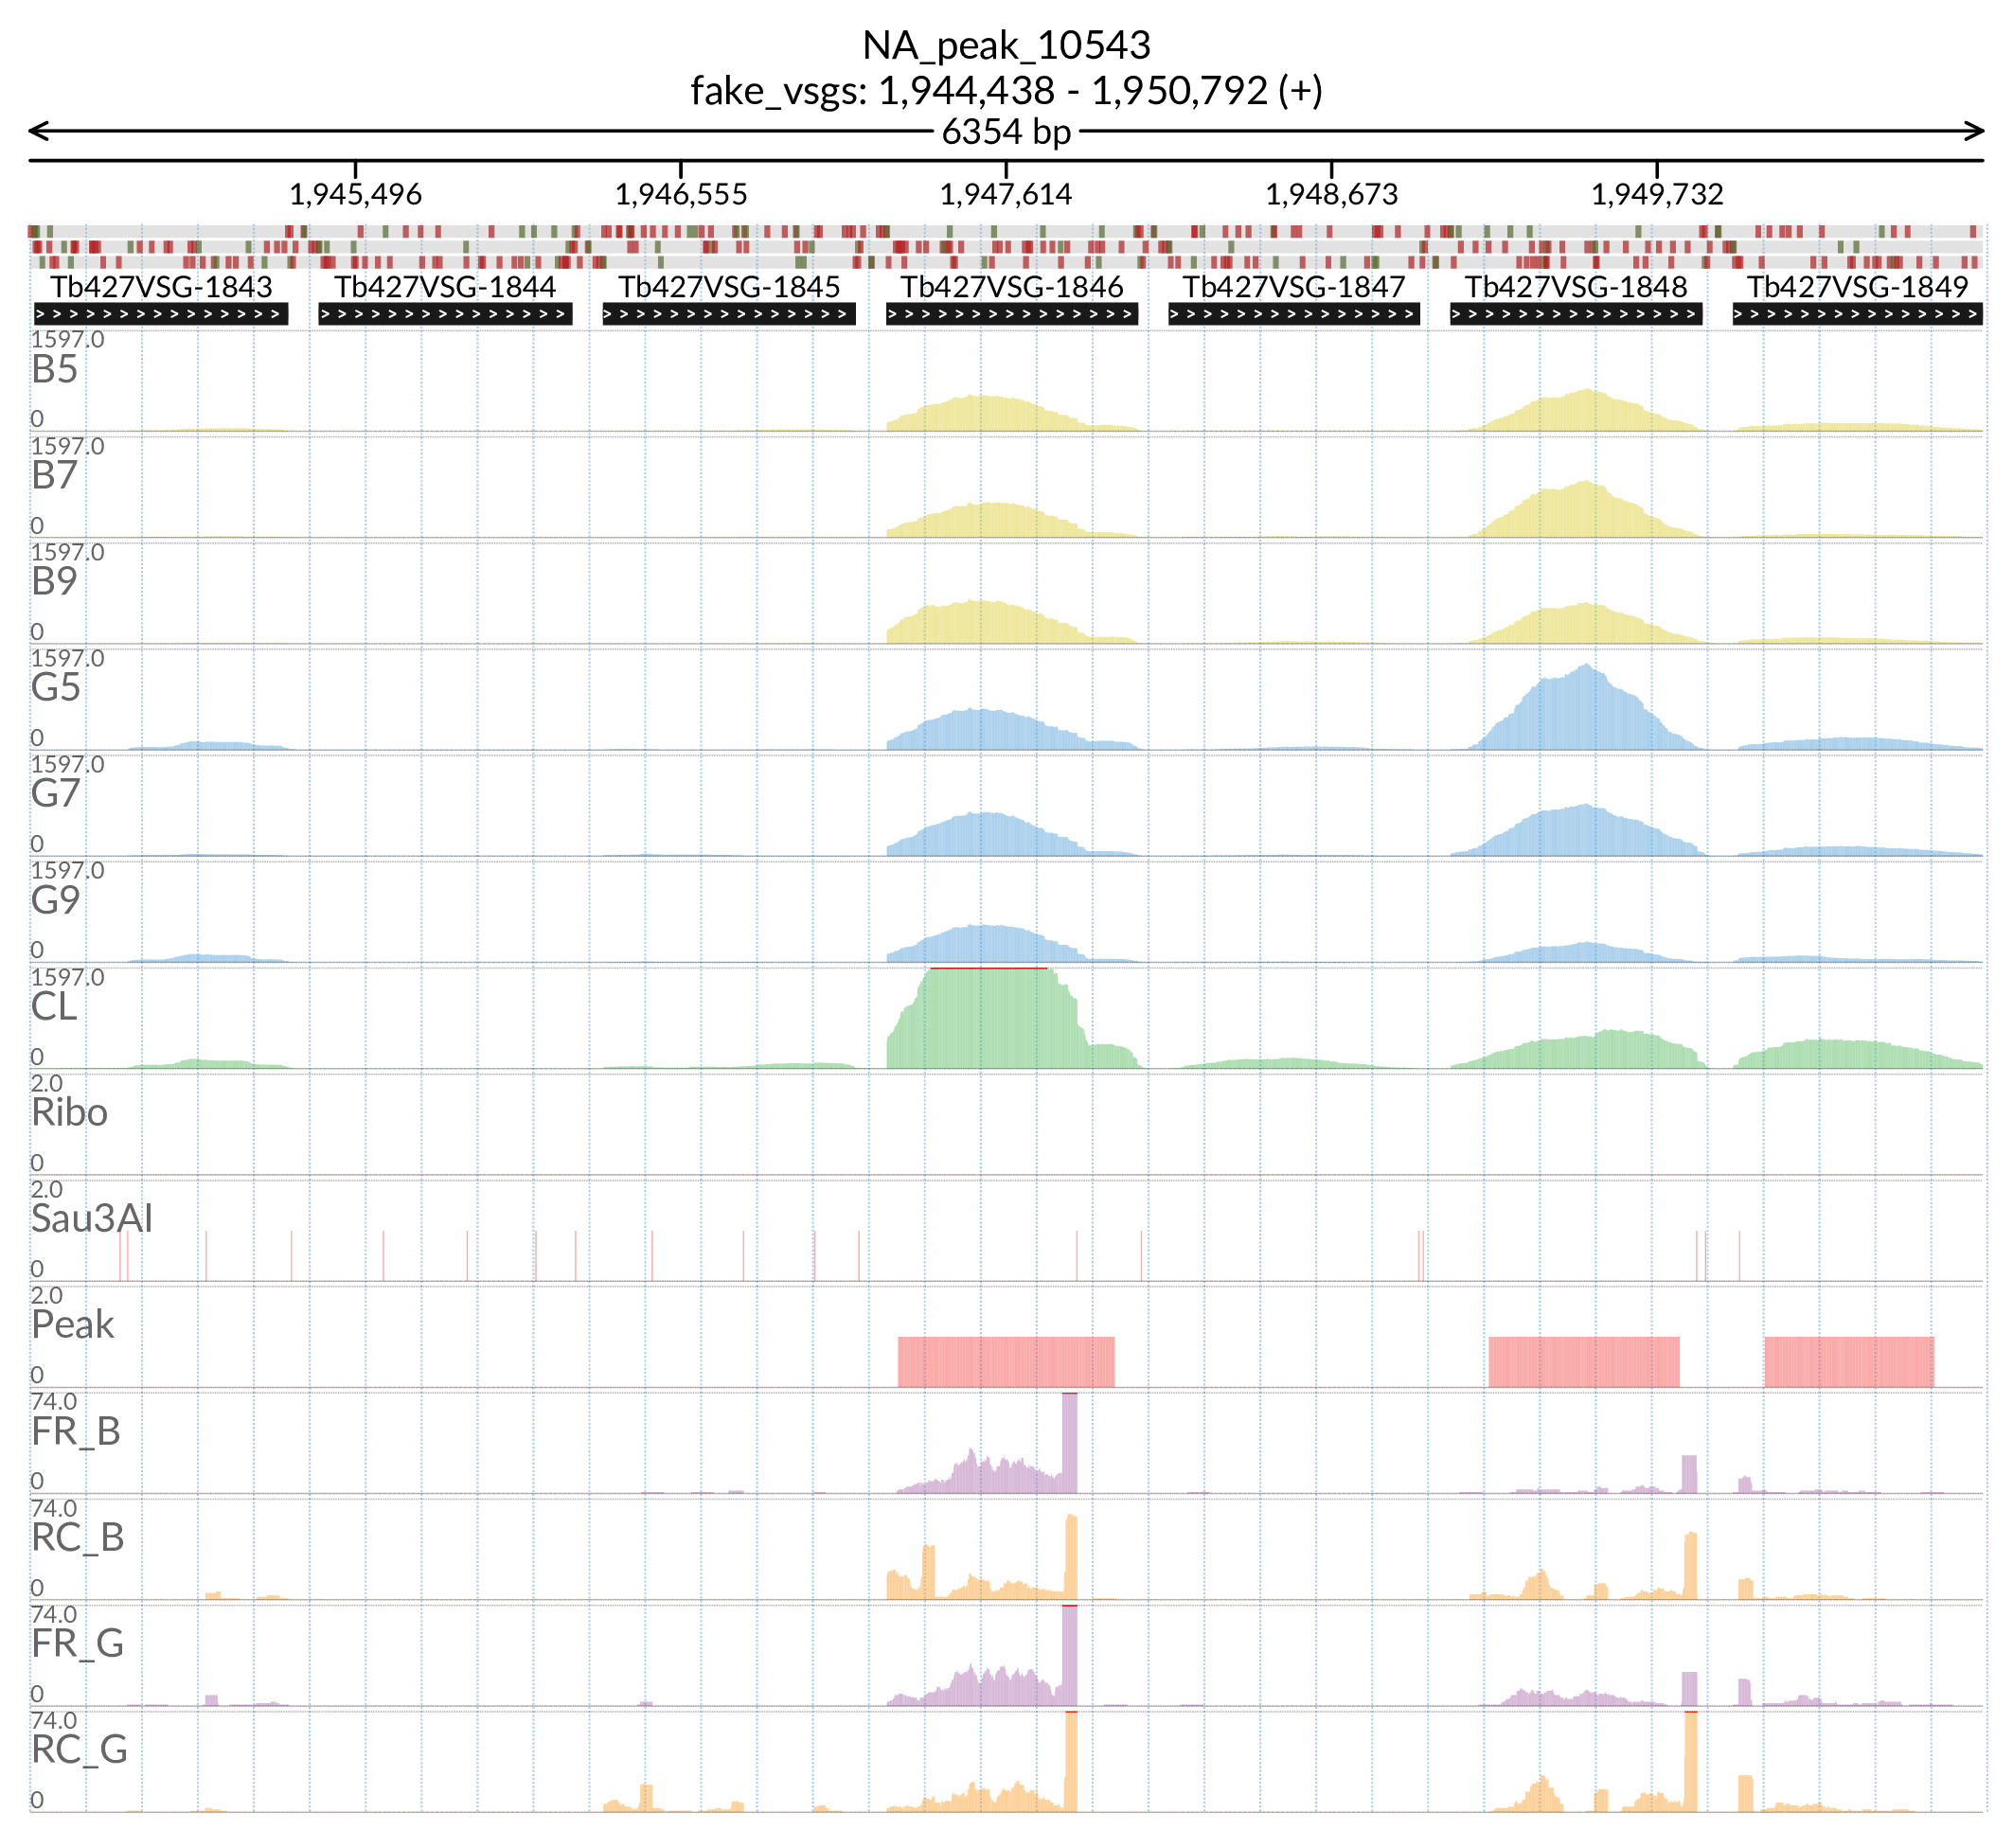 NA_peak_10543
fake_vsgs: 1,944,438 - 1,950,792 (+)
6354 bp
1,945,496 1,946,555 1,947,614 1,948,673 1,949,732
Tb427VSG-1843 Tb427VSG-1844 Tb427VSG-1845 Tb427VSG-1846 Tb427VSG-1847 Tb427VSG-1848 Tb427VSG-1849
1597.0
B5
0
1597.0
B7
0
1597.0
B9
0
1597.0
G5
0
1597.0
G7
0
1597.0
G9
0
1597.0
CL
0
2.0
Ribo
0
2.0
Sau3AI
0
2.0
Peak
0
74.0
FR_B
0
74.0
RC_B
0
74.0
FR_G
0
74.0
RC_G
0